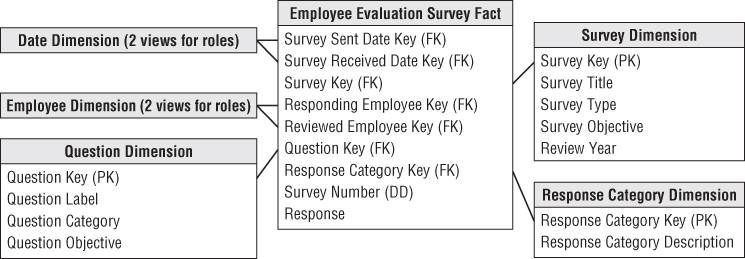 Employee Evaluation Survey Fact
Survey Sent Date Key (FK)
Survey Received Date Key (FK)
Survey Key (FK)
Responding Employee Key (FK)
Reviewed Employee Key (FK)
Question Key (FK)
Response Category Key (FK)
Survey Number (DD)
Response
Date Dimension (2 views for roles)
Employee Dimension (2 views for roles)
Question Dimension
Question Key (PK)
Question Label
Question Category
Question Objective
Survey Dimension
Survey Key (PK)
Survey Title
Survey Type
Survey Objective
Review Year
Response Category Dimension
Response Category Key (PK)
Response Category Description